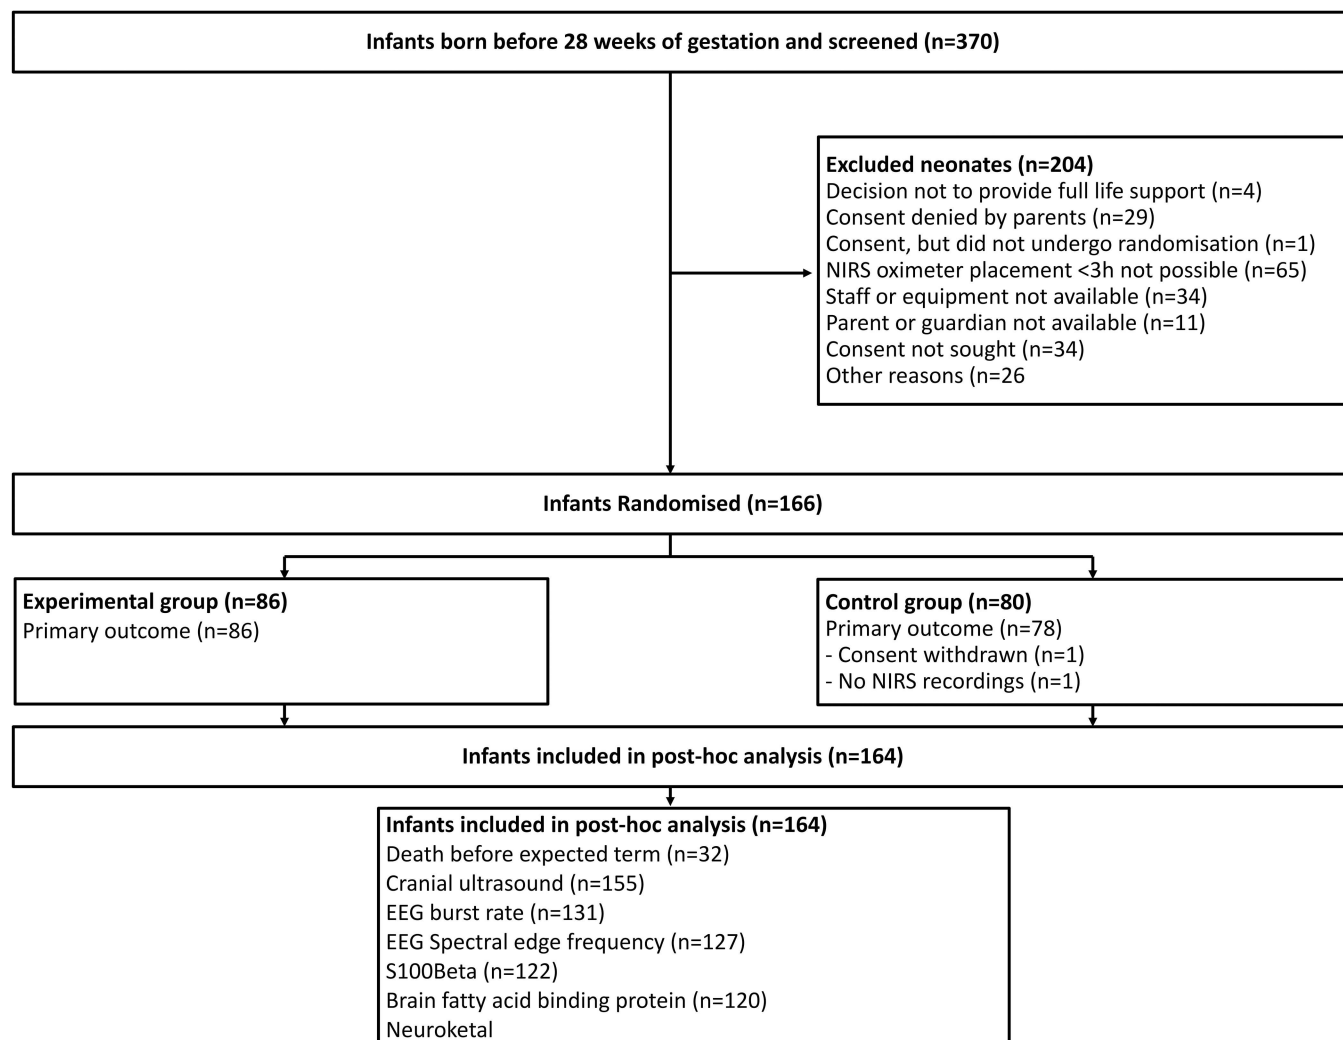 Infants born before 28 weeks of gestation and screened (n=370)
Excluded neonates (n=204)
Decision not to provide full life support (n=4)
Consent denied by parents (n=29)
Consent, but did not undergo randomisation (n=1)
NIRS oximeter placement <3h not possible (n=65)
Staff or equipment not available (n=34)
Parent or guardian not available (n=11)
Consent not sought (n=34)
Other reasons (n=26
Infants Randomised (n=166)
Experimental group (n=86)
Primary outcome (n=86)
Control group (n=80)
Primary outcome (n=78)
- Consent withdrawn (n=1)
- No NIRS recordings (n=1)
Infants included in post-hoc analysis (n=164)
Infants included in post-hoc analysis (n=164)
Death before expected term (n=32)
Cranial ultrasound (n=155)
EEG burst rate (n=131)
EEG Spectral edge frequency (n=127)
S100Beta (n=122)
Brain fatty acid binding protein (n=120)
Neuroketal